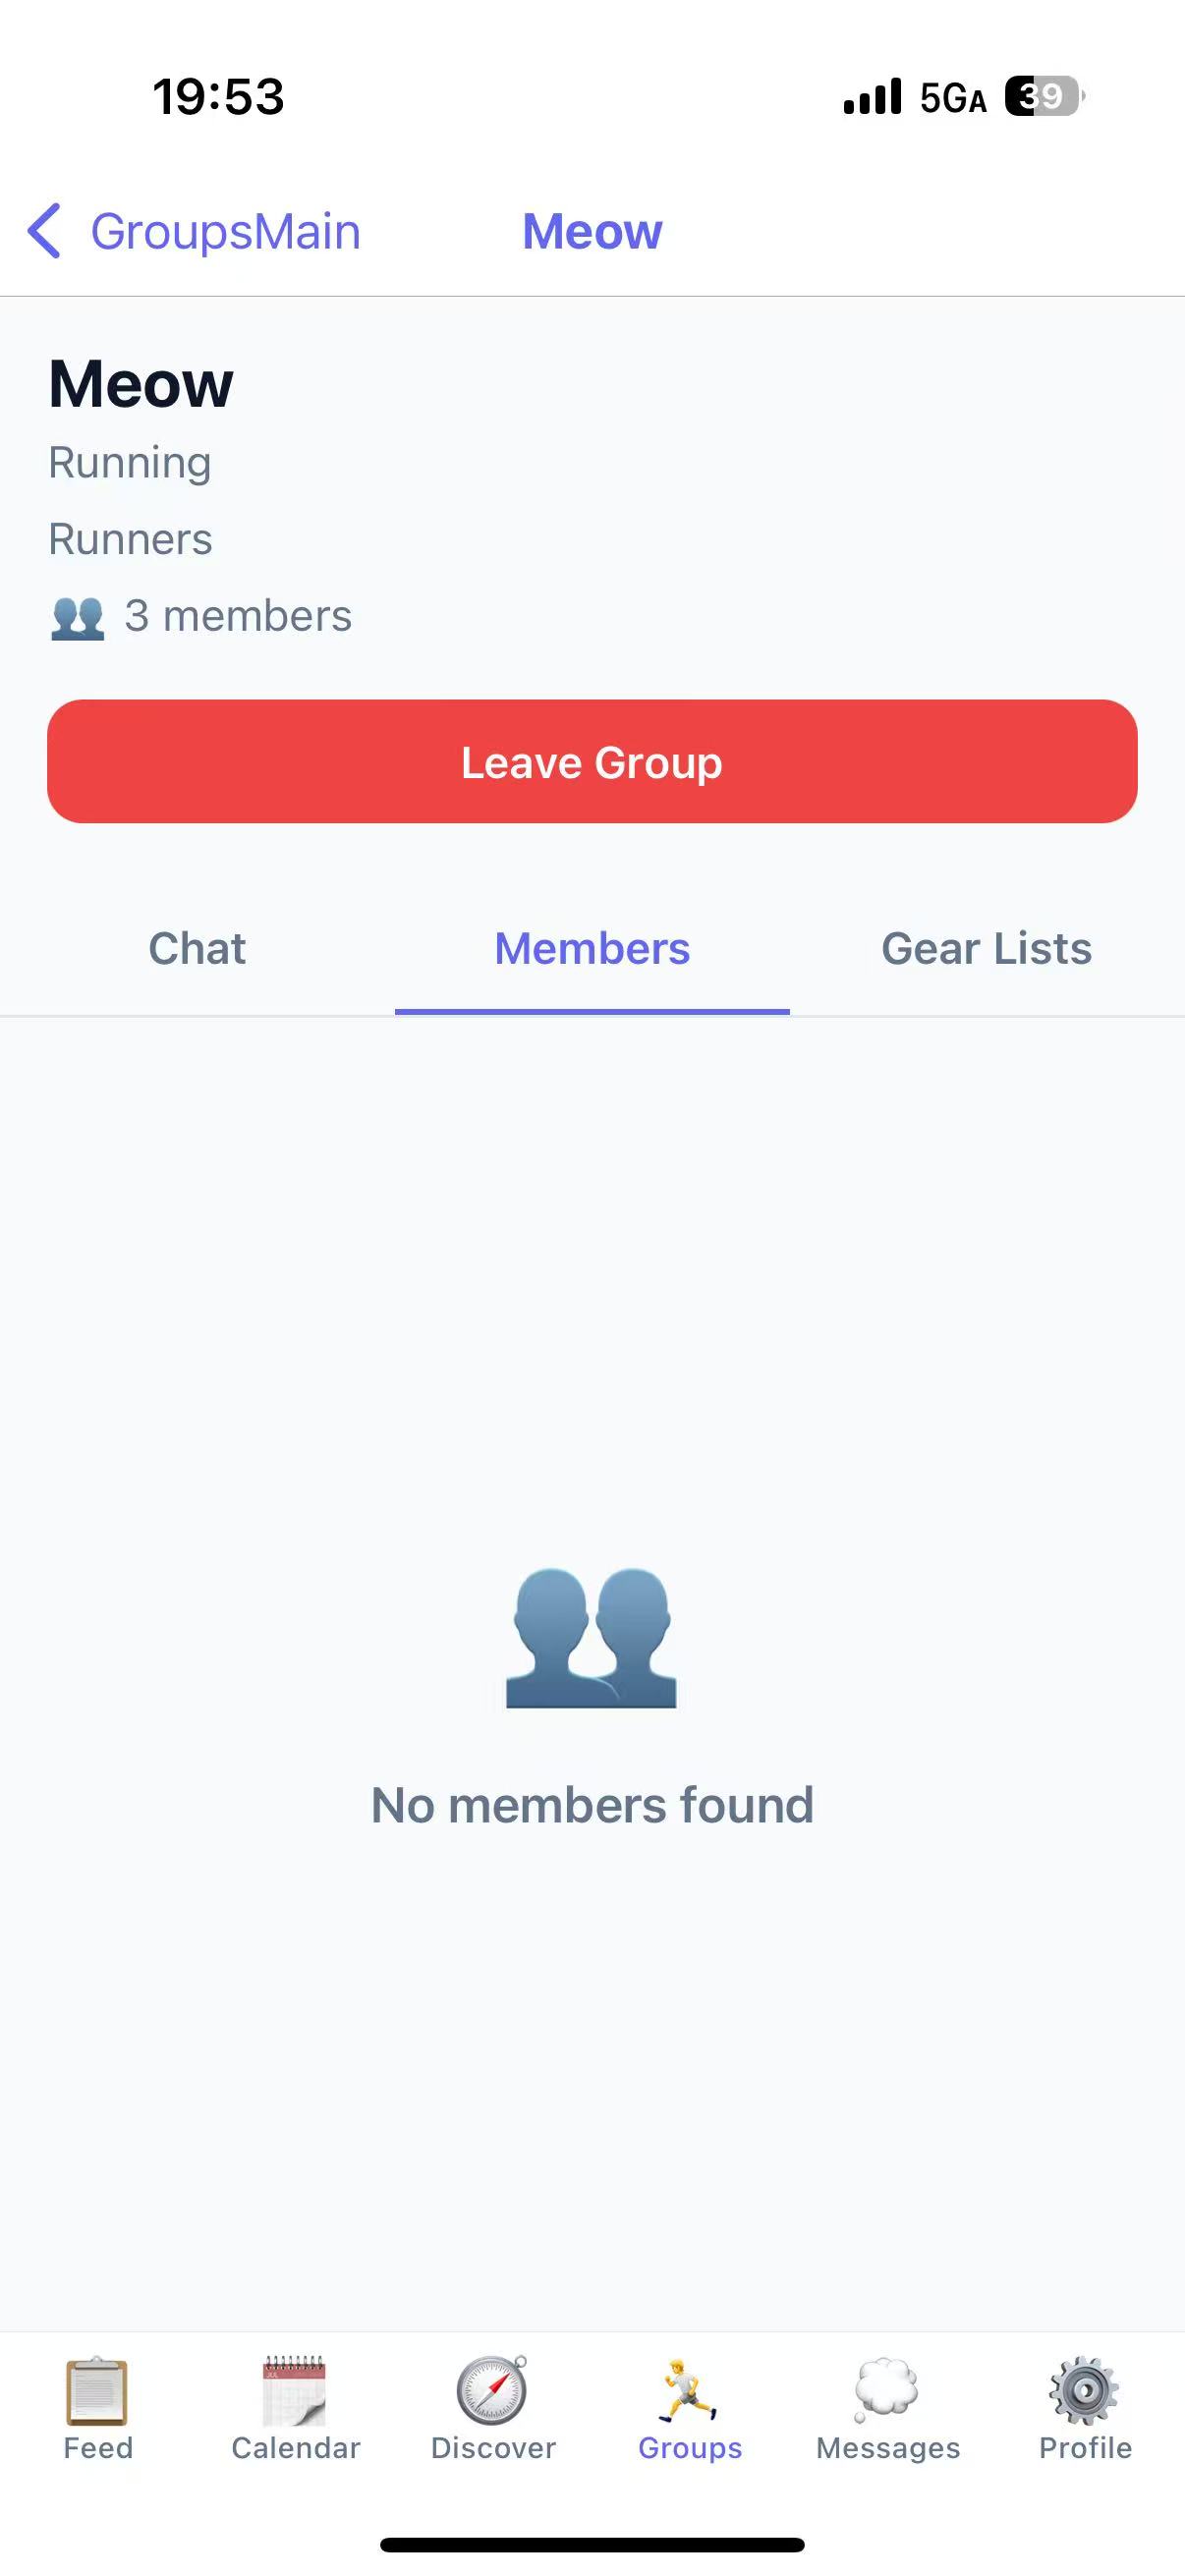 19:53 5GA 39
GroupsMain Meow
Meow
Running
Runners
3 members
Leave Group
Chat Members Gear Lists
No members found
JUL
Feed Calendar Discover Groups Messages Profile